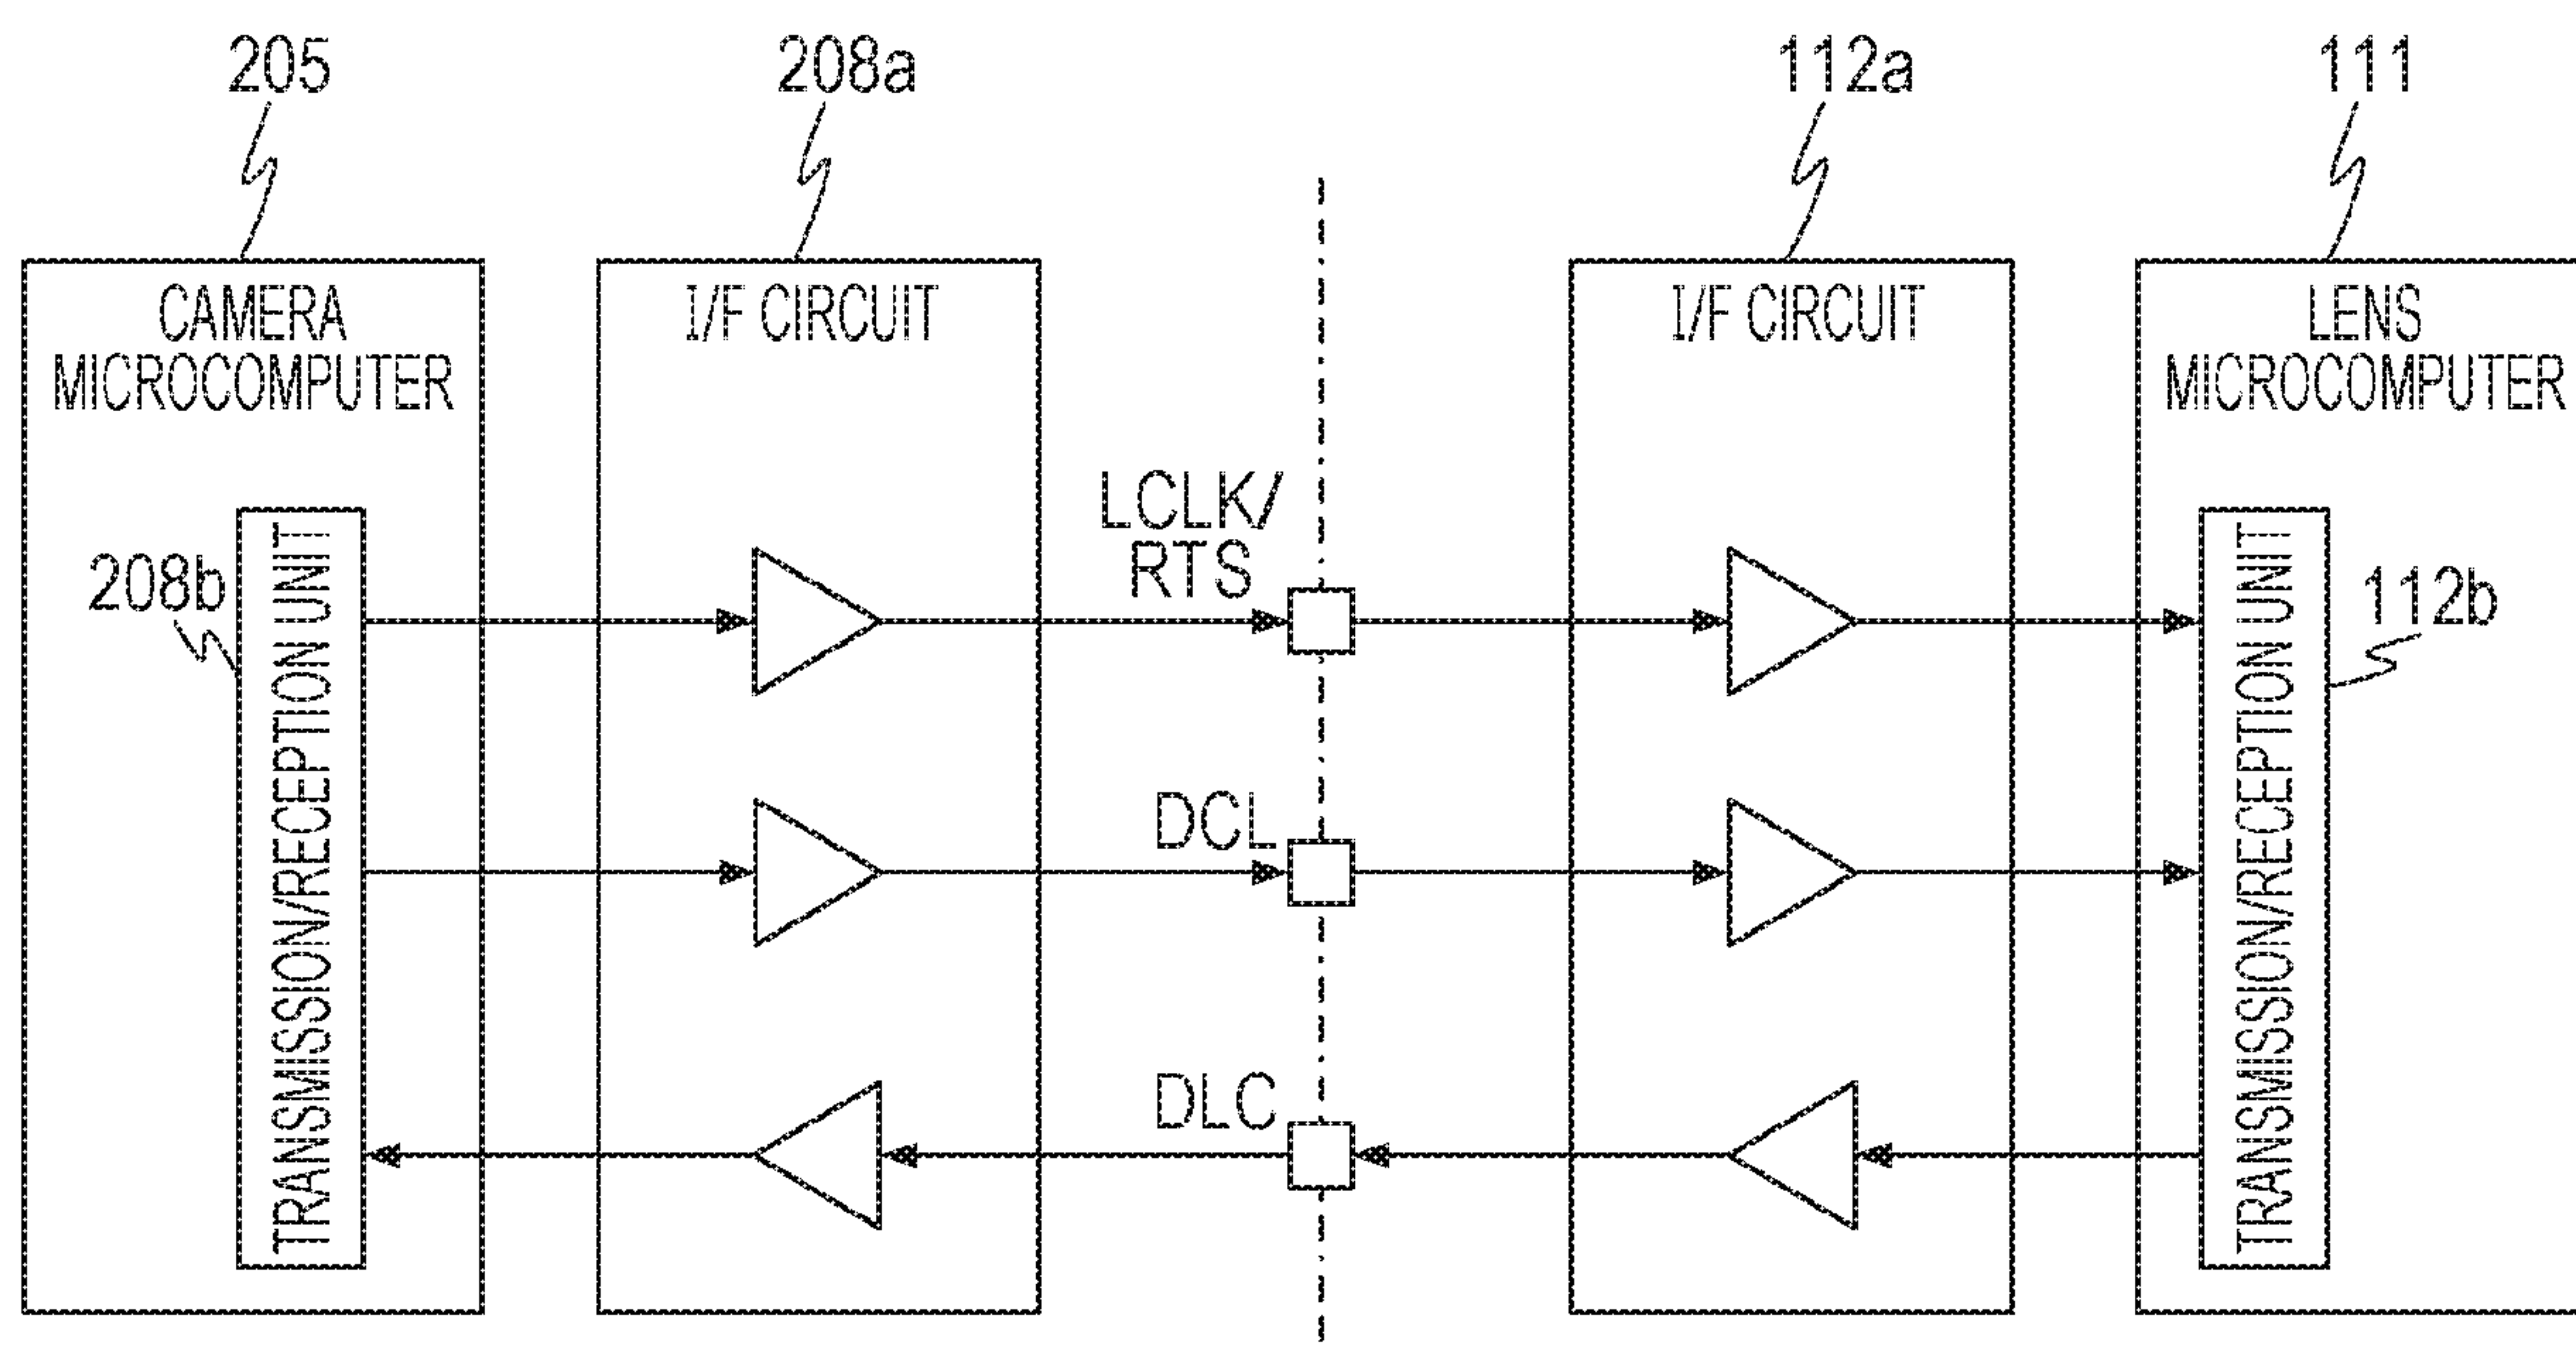 205
208a
112a
111
CAMERA
MICROCOMPUTER
I/F CIRCUIT
I/F CIRCUIT
LENS
MICROCOMPUTER
208b
TRANSMISSION/RECEPTION UNIT
LCLK/
RTS
DCL
DLC
TRANSMISSION/RECEPTION UNIT
112b